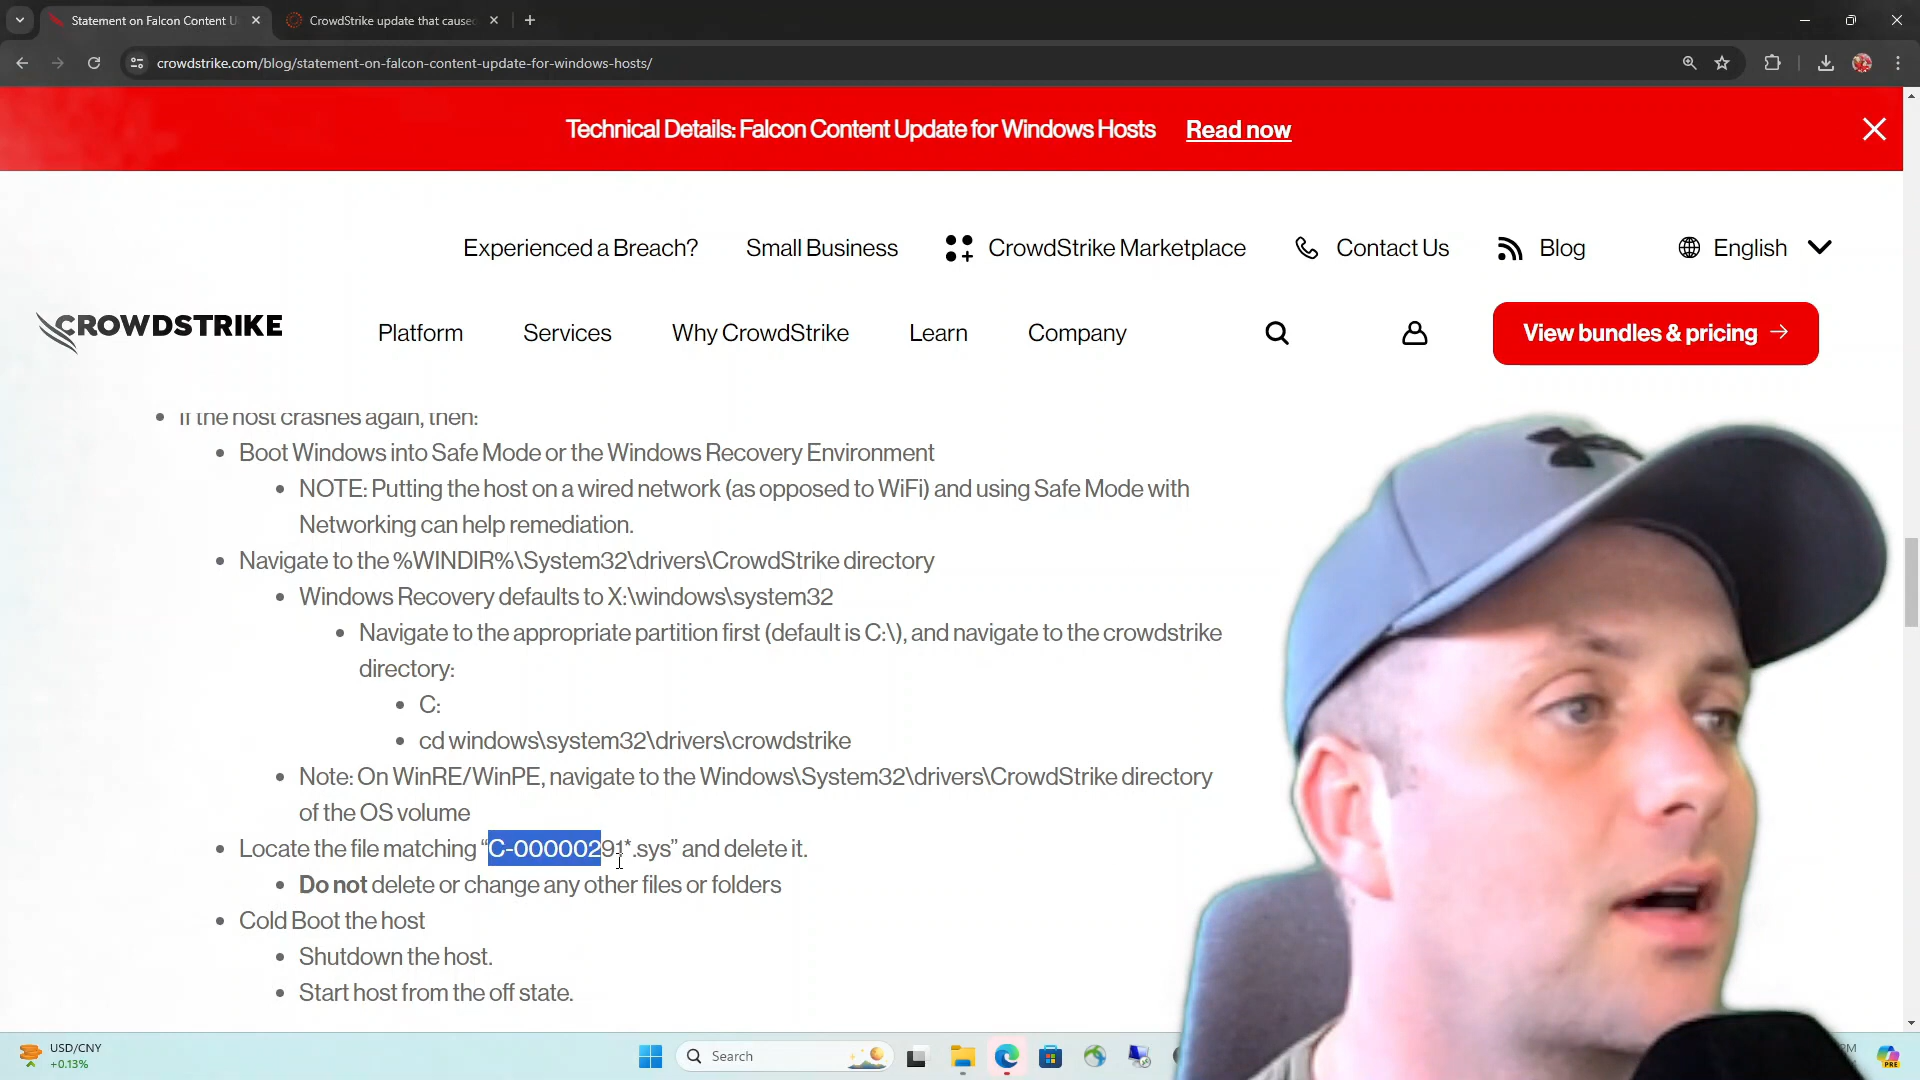 Statement on Falcon Content U
CrowdStrike update that cause
crowdstrike.com/blog/statement-on-falcon-content-update-for-windows-hosts/
Technical Details: Falcon Content Update for Windows Hosts Read now
Experienced a Breach? Small Business CrowdStrike Marketplace Contact Us Blog English
CROWDSTRIKE Platform Services Why CrowdStrike Learn Company View bundles & pricing →
If the host crashes again, then:
Boot Windows into Safe Mode or the Windows Recovery Environment
NOTE: Putting the host on a wired network (as opposed to WiFi) and using Safe Mode with
Networking can help remediation.
Navigate to the %WINDIR%\System32\drivers\CrowdStrike directory
Windows Recovery defaults to X:\windows\system32
Navigate to the appropriate partition first (default is C:\), and navigate to the crowdstrike
directory:
C:
cd windows\system32\drivers\crowdstrike
Note: On WinRE/WinPE, navigate to the Windows\System32\drivers\CrowdStrike directory
of the OS volume
Locate the file matching “C-00000291*.sys” and delete it.
Do not delete or change any other files or folders
Cold Boot the host
Shutdown the host.
Start host from the off state.
USD/CNY
+0.13%
Search
PM
PRE